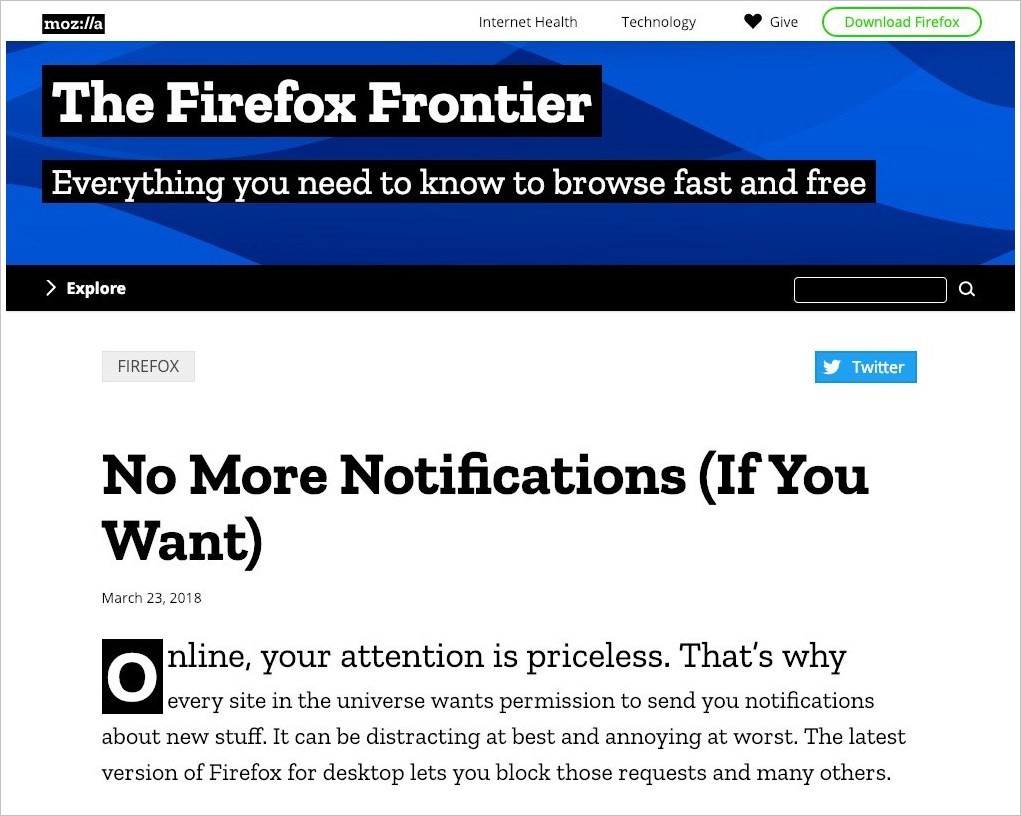 moz://a
Internet Health
Technology
Give
Download Firefox
The Firefox Frontier
Everything you need to know to browse fast and free
Explore
FIREFOX
Twitter
No More Notifications (If You
Want)
March 23, 2018
Online, your attention is priceless. That’s why
every site in the universe wants permission to send you notifications
about new stuff. It can be distracting at best and annoying at worst. The latest
version of Firefox for desktop lets you block those requests and many others.